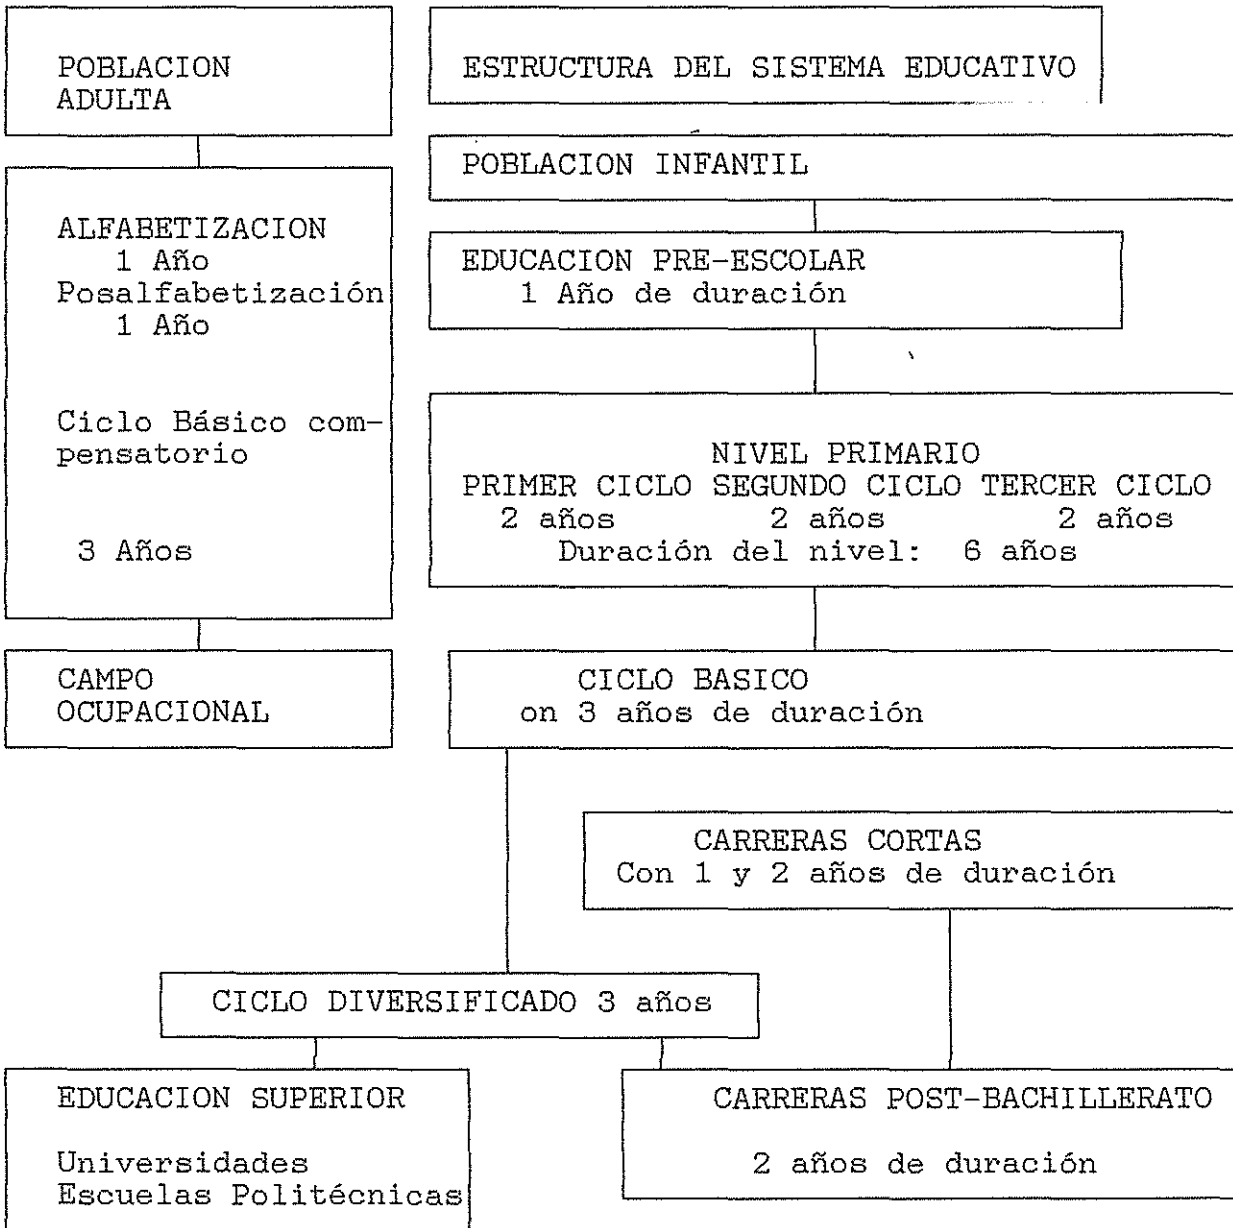 POBLACION
ADULTA
ESTRUCTURA DEL SISTEMA EDUCATIVO
POBLACION INFANTIL
ALFABETIZACION
1 Año
Posalfabetización
1 Año
Ciclo Básico com-
pensatorio
3 Años
EDUCACION PRE-ESCOLAR
1 Año de duración
NIVEL PRIMARIO
PRIMER CICLO SEGUNDO CICLO TERCER CICLO
2 años 2 años 2 años
Duración del nivel: 6 años
CAMPO
OCUPACIONAL
CICLO BASICO
on 3 años de duración
CARRERAS CORTAS
Con 1 y 2 años de duración
CICLO DIVERSIFICADO 3 años
EDUCACION SUPERIOR
Universidades
Escuelas Politécnicas
CARRERAS POST-BACHILLERATO
2 años de duración